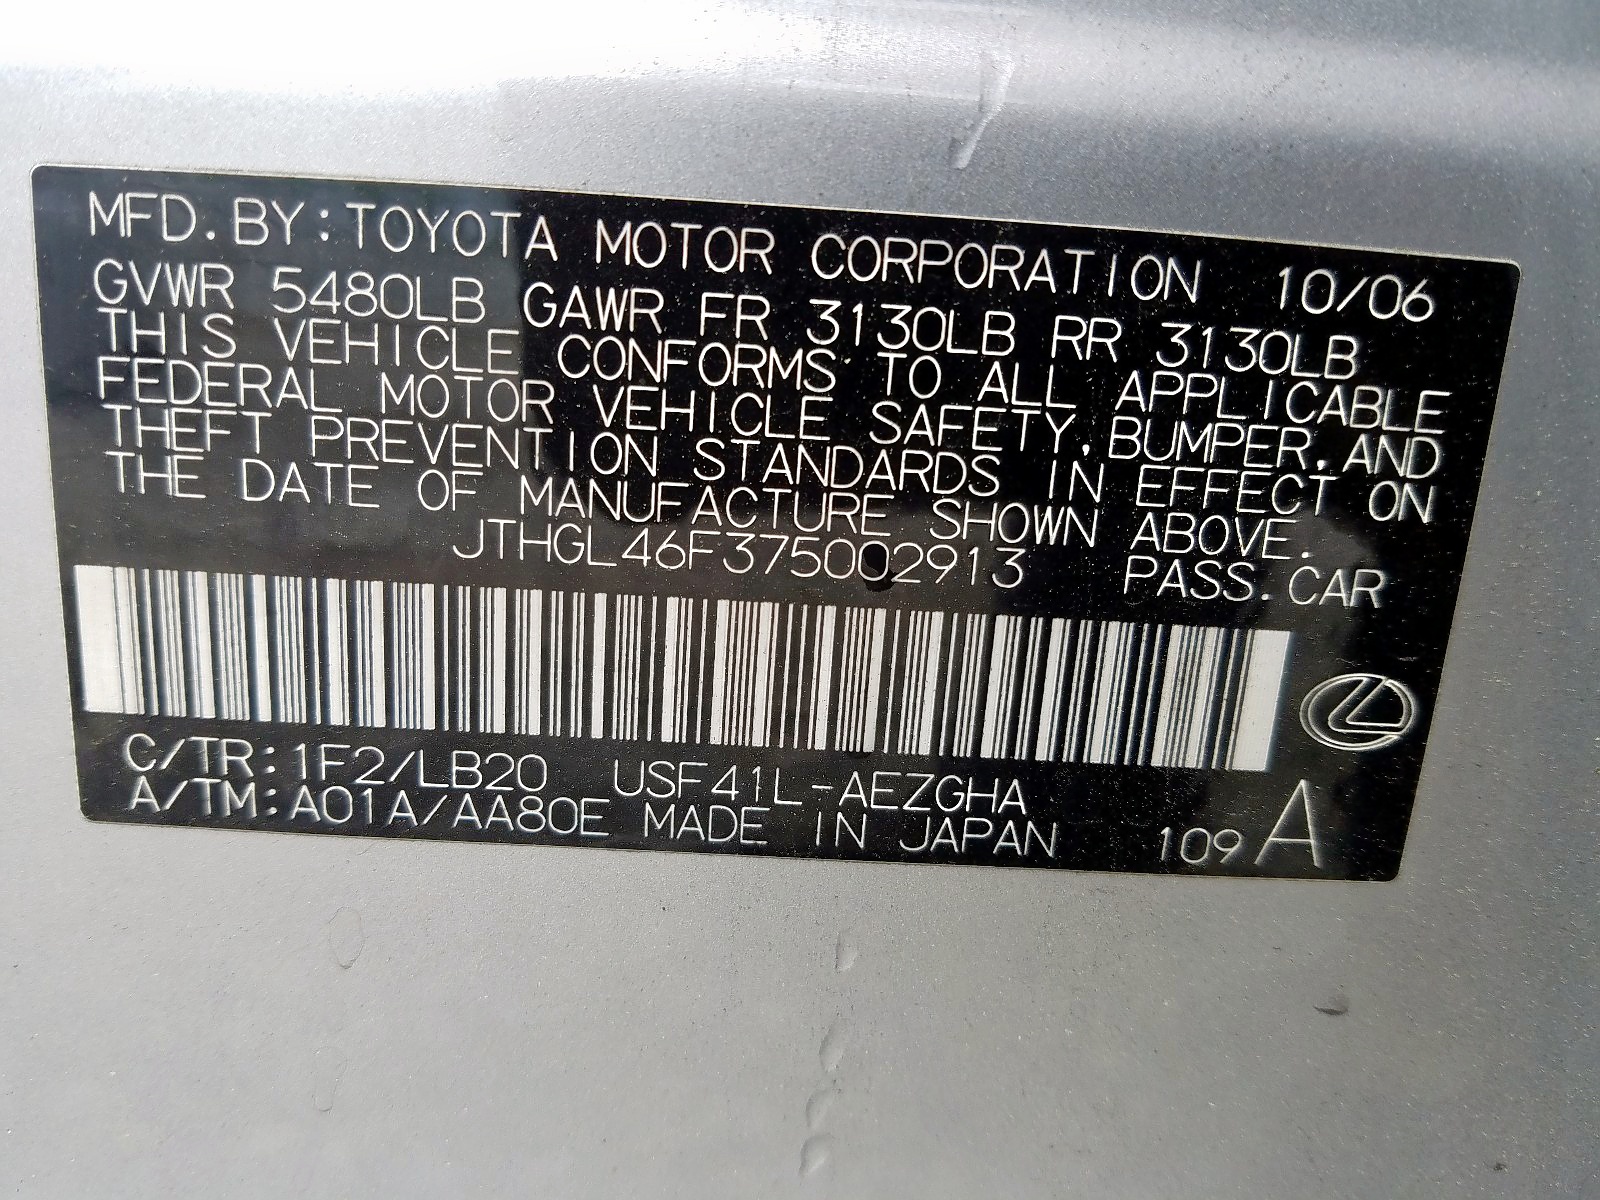 MFD. BY: TOYOTA MOTOR CORPORATION 10/06
GVWR 5480LB GAWR FR 3130LB RR 3130LB
THIS VEHICLE CONFORMS TO ALL APPLICABLE
FEDERAL MOTOR VEHICLE SAFETY, BUMPER, AND
THEFT PREVENTION STANDARDS IN EFFECT ON
THE DATE OF MANUFACTURE SHOWN ABOVE.
JTHGL46F375002913 PASS. CAR
C/TR: 1F2/LB20 USF41L-AEZGHA
A/TM: A01A/AA80E MADE IN JAPAN 109 A